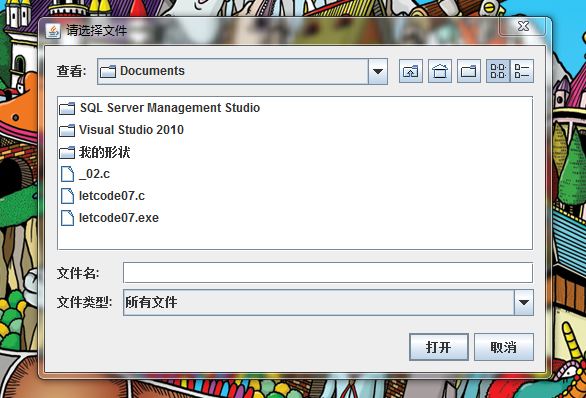 请选择文件
查看: Documents
SQL Server Management Studio
Visual Studio 2010
我的形状
_02.c
letcode07.c
letcode07.exe
文件名:
文件类型: 所有文件
打开 取消